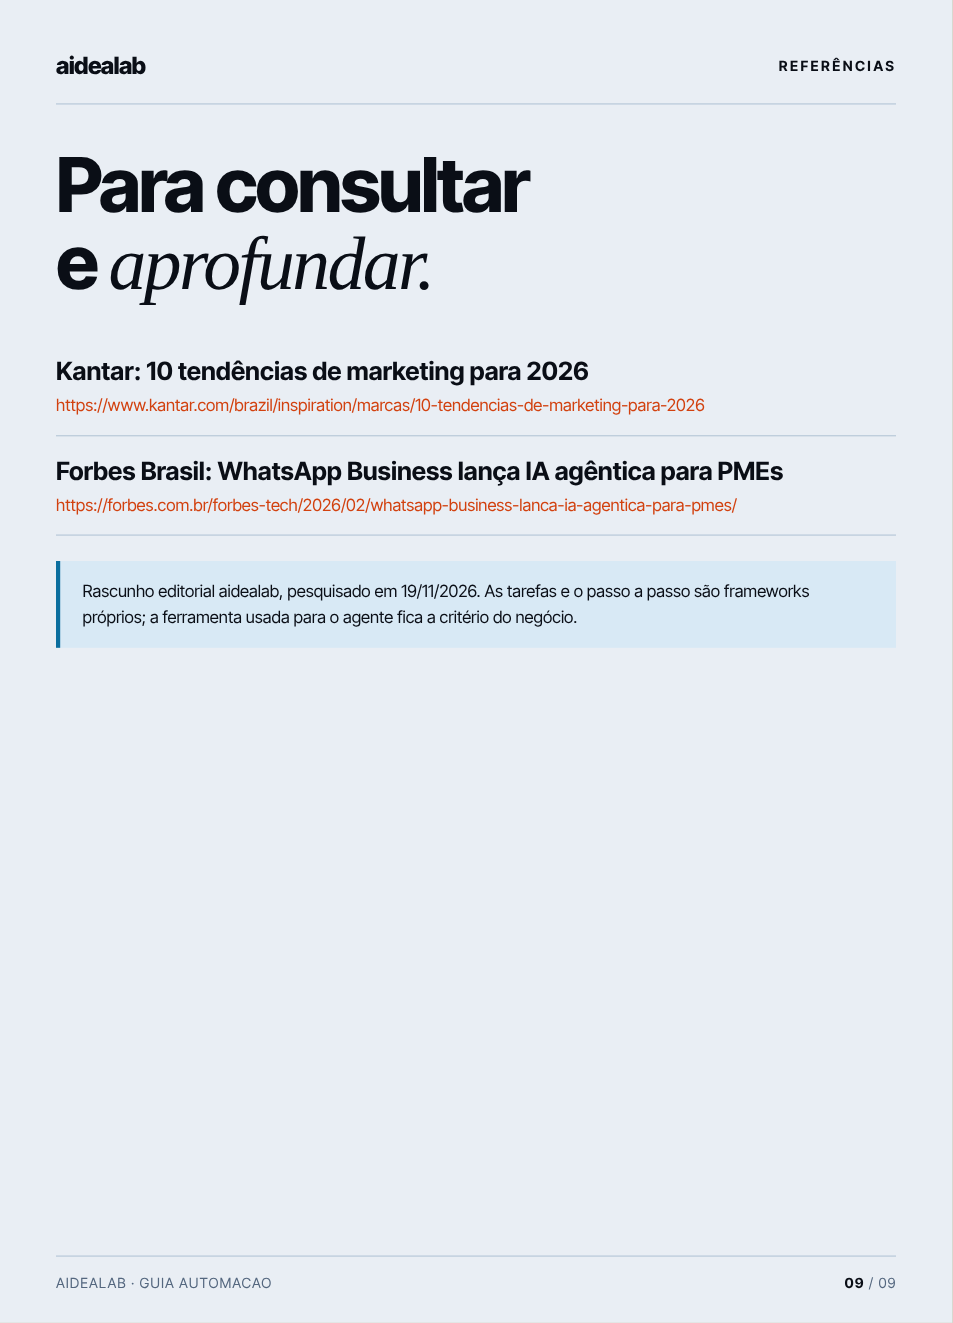 aidealab
REFERÊNCIAS
Para consultar
e aprofundar.
Kantar: 10 tendências de marketing para 2026
https://www.kantar.com/brazil/inspiration/marcas/10-tendencias-de-marketing-para-2026
Forbes Brasil: WhatsApp Business lança IA agêntica para PMEs
https://forbes.com.br/forbes-tech/2026/02/whatsapp-business-lanca-ia-agentica-para-pmes/
Rascunho editorial aidealab, pesquisado em 19/11/2026. As tarefas e o passo a passo são frameworks
próprios; a ferramenta usada para o agente fica a critério do negócio.
AIDEALAB · GUIA AUTOMACAO
09 / 09